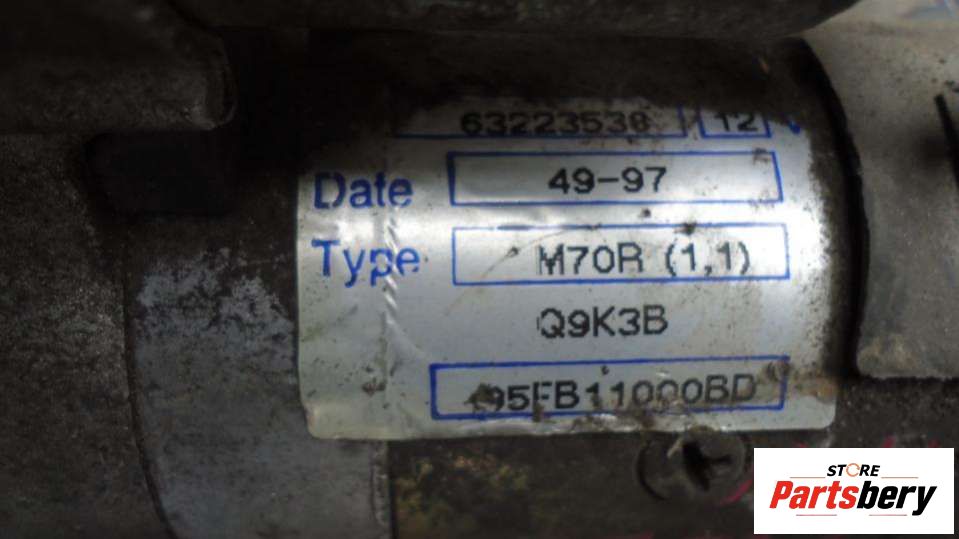 63223538 12 V
Date 49-97
Type M70R (1,1)
Q9K3B
95FB11000BD
STORE
Partsbery